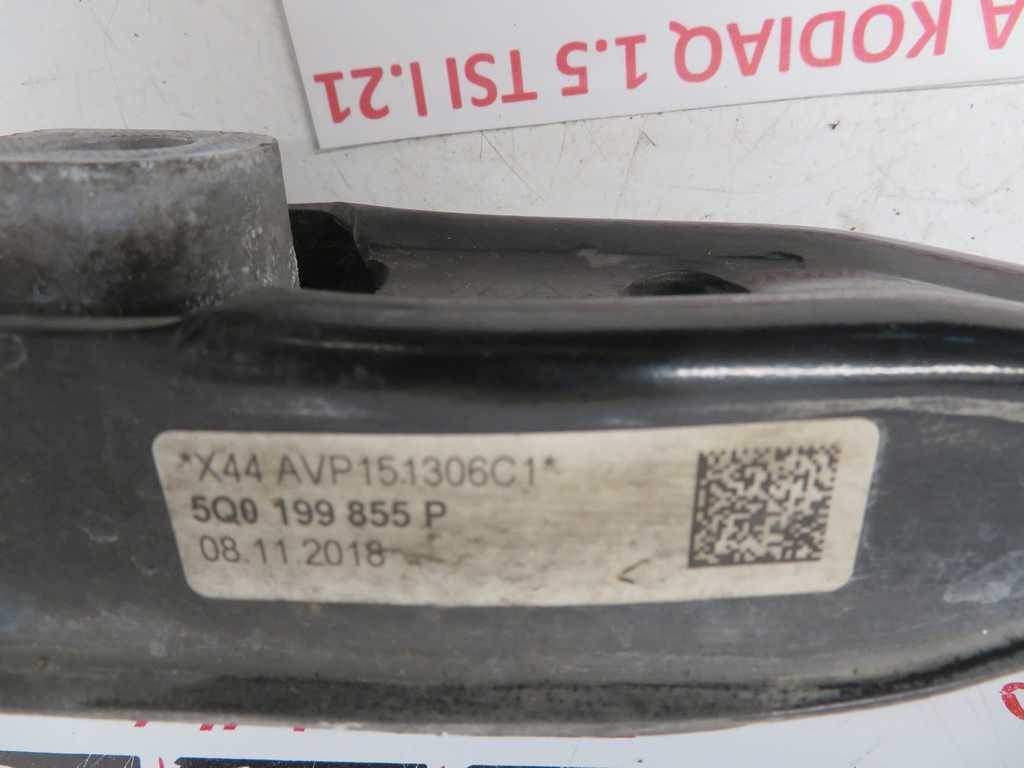 A KODIAQ 1.5 TSI I.21
*X44 AVP151306C1*
5Q0 199 855 P
08.11.2018